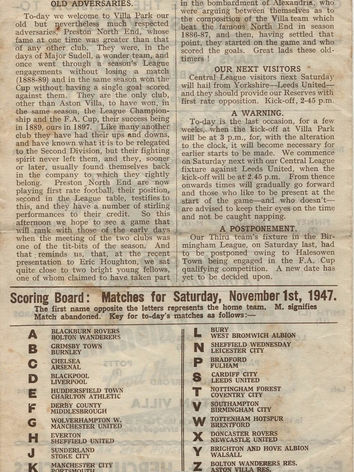 OLD ADVERSARIES.
To-day we welcome to Villa Park our
old but nevertheless much respected
adversaries, Preston North End, whose
fame at one time was greater than that
of any other club. They were, in the
days of Major Sudell, a wonder team, and
once went through a season's League
engagements without losing a match
(1888-89) and in the same season won the
Cup without having a single goal scored
against them. They are the only club
other than Aston Villa, to have won, in
the same season, the League Champion-
ship and the F.A. Cup, their success being
in 1889, ours in 1897. Like many another
club they have had their ups and downs,
and have known what it is to be relegated
to the Second Division, but their fighting
spirit never left them, and they, sooner
or later, usually found themselves back
in the company to which they rightly
belong. Preston North End are now
playing first rate football, their position,
second in the League table, testifies to
this, and they have a number of stirling
performances to their credit. So this
afternoon we hope to see a game that
will rank with those of the early days
when the meeting of the two clubs was
one of the tit-bits of the season. And
that reminds us, that, at the recent
presentation to Eric Houghton, we sat
quite close to two bright young fellows,
one of whom claimed to have taken part
in the bombardment of Alexandria, who
were arguing between themselves as to
the composition of the Villa team which
beat the famous North End in season
1886-87, and then, having settled that
point, they started on the game and who
scored the goals. Great lads these old-
timers!
OUR NEXT VISITORS
Central League visitors next Saturday
will hail from Yorkshire—Leeds United—
and they should provide our Reserves with
first rate opposition. Kick-off, 2-45 p.m.
A WARNING.
To-day is the last occasion, for a few
weeks, when the kick-off at Villa Park
will be at 3 p.m., for, with the alteration
to the clock, it will become necessary for
earlier starts to be made. We commence
on Saturday next with our Central League
fixture against Leeds United, when the
kick-off will be at 2-45 p.m. From thence
onwards times will gradually go forward
and those who like to be present at the
start of the game—and who doesn't—
are advised to keep their eyes on the time
and not be caught napping.
A POSTPONEMENT.
Our Third team's fixture in the Bir-
mingham League, on Saturday last, had
to be postponed owing to Halesowen
Town being engaged in the F.A. Cup
qualifying competition. A new date has
yet to be decided upon.
Scoring Board: Matches for Saturday, November 1st, 1947.
The first name opposite the letters represents the home team. M. signifies
Match abandoned. Key for to-day's matches as follows:—
A BLACKBURN ROVERS
BOLTON WANDERERS
B GRIMSBY TOWN
BURNLEY
C CHELSEA
ARSENAL
D BLACKPOOL
LIVERPOOL
E HUDDERSFIELD TOWN
CHARLTON ATHLETIC
F DERBY COUNTY
MIDDLESBROUGH
G WOLVERHAMPTON W.
MANCHESTER UNITED
H EVERTON
SHEFFIELD UNITED
J SUNDERLAND
STOKE CITY
K MANCHESTER CITY
PORTSMOUTH
L BURY
WEST BROMWICH ALBION
N SHEFFIELD WEDNESDAY
LEICESTER CITY
P BRADFORD
FULHAM
S CARDIFF CITY
LEEDS UNITED
T NOTTINGHAM FOREST
COVENTRY CITY
V SOUTHAMPTON
BIRMINGHAM CITY
W TOTTENHAM HOTSPUR
BRENTFORD
X DONCASTER ROVERS
NEWCASTLE UNITED
Y BRIGHTON AND HOVE ALBION
WALSALL
Z BOLTON WANDERERS RES.
ASTON VILLA RES.